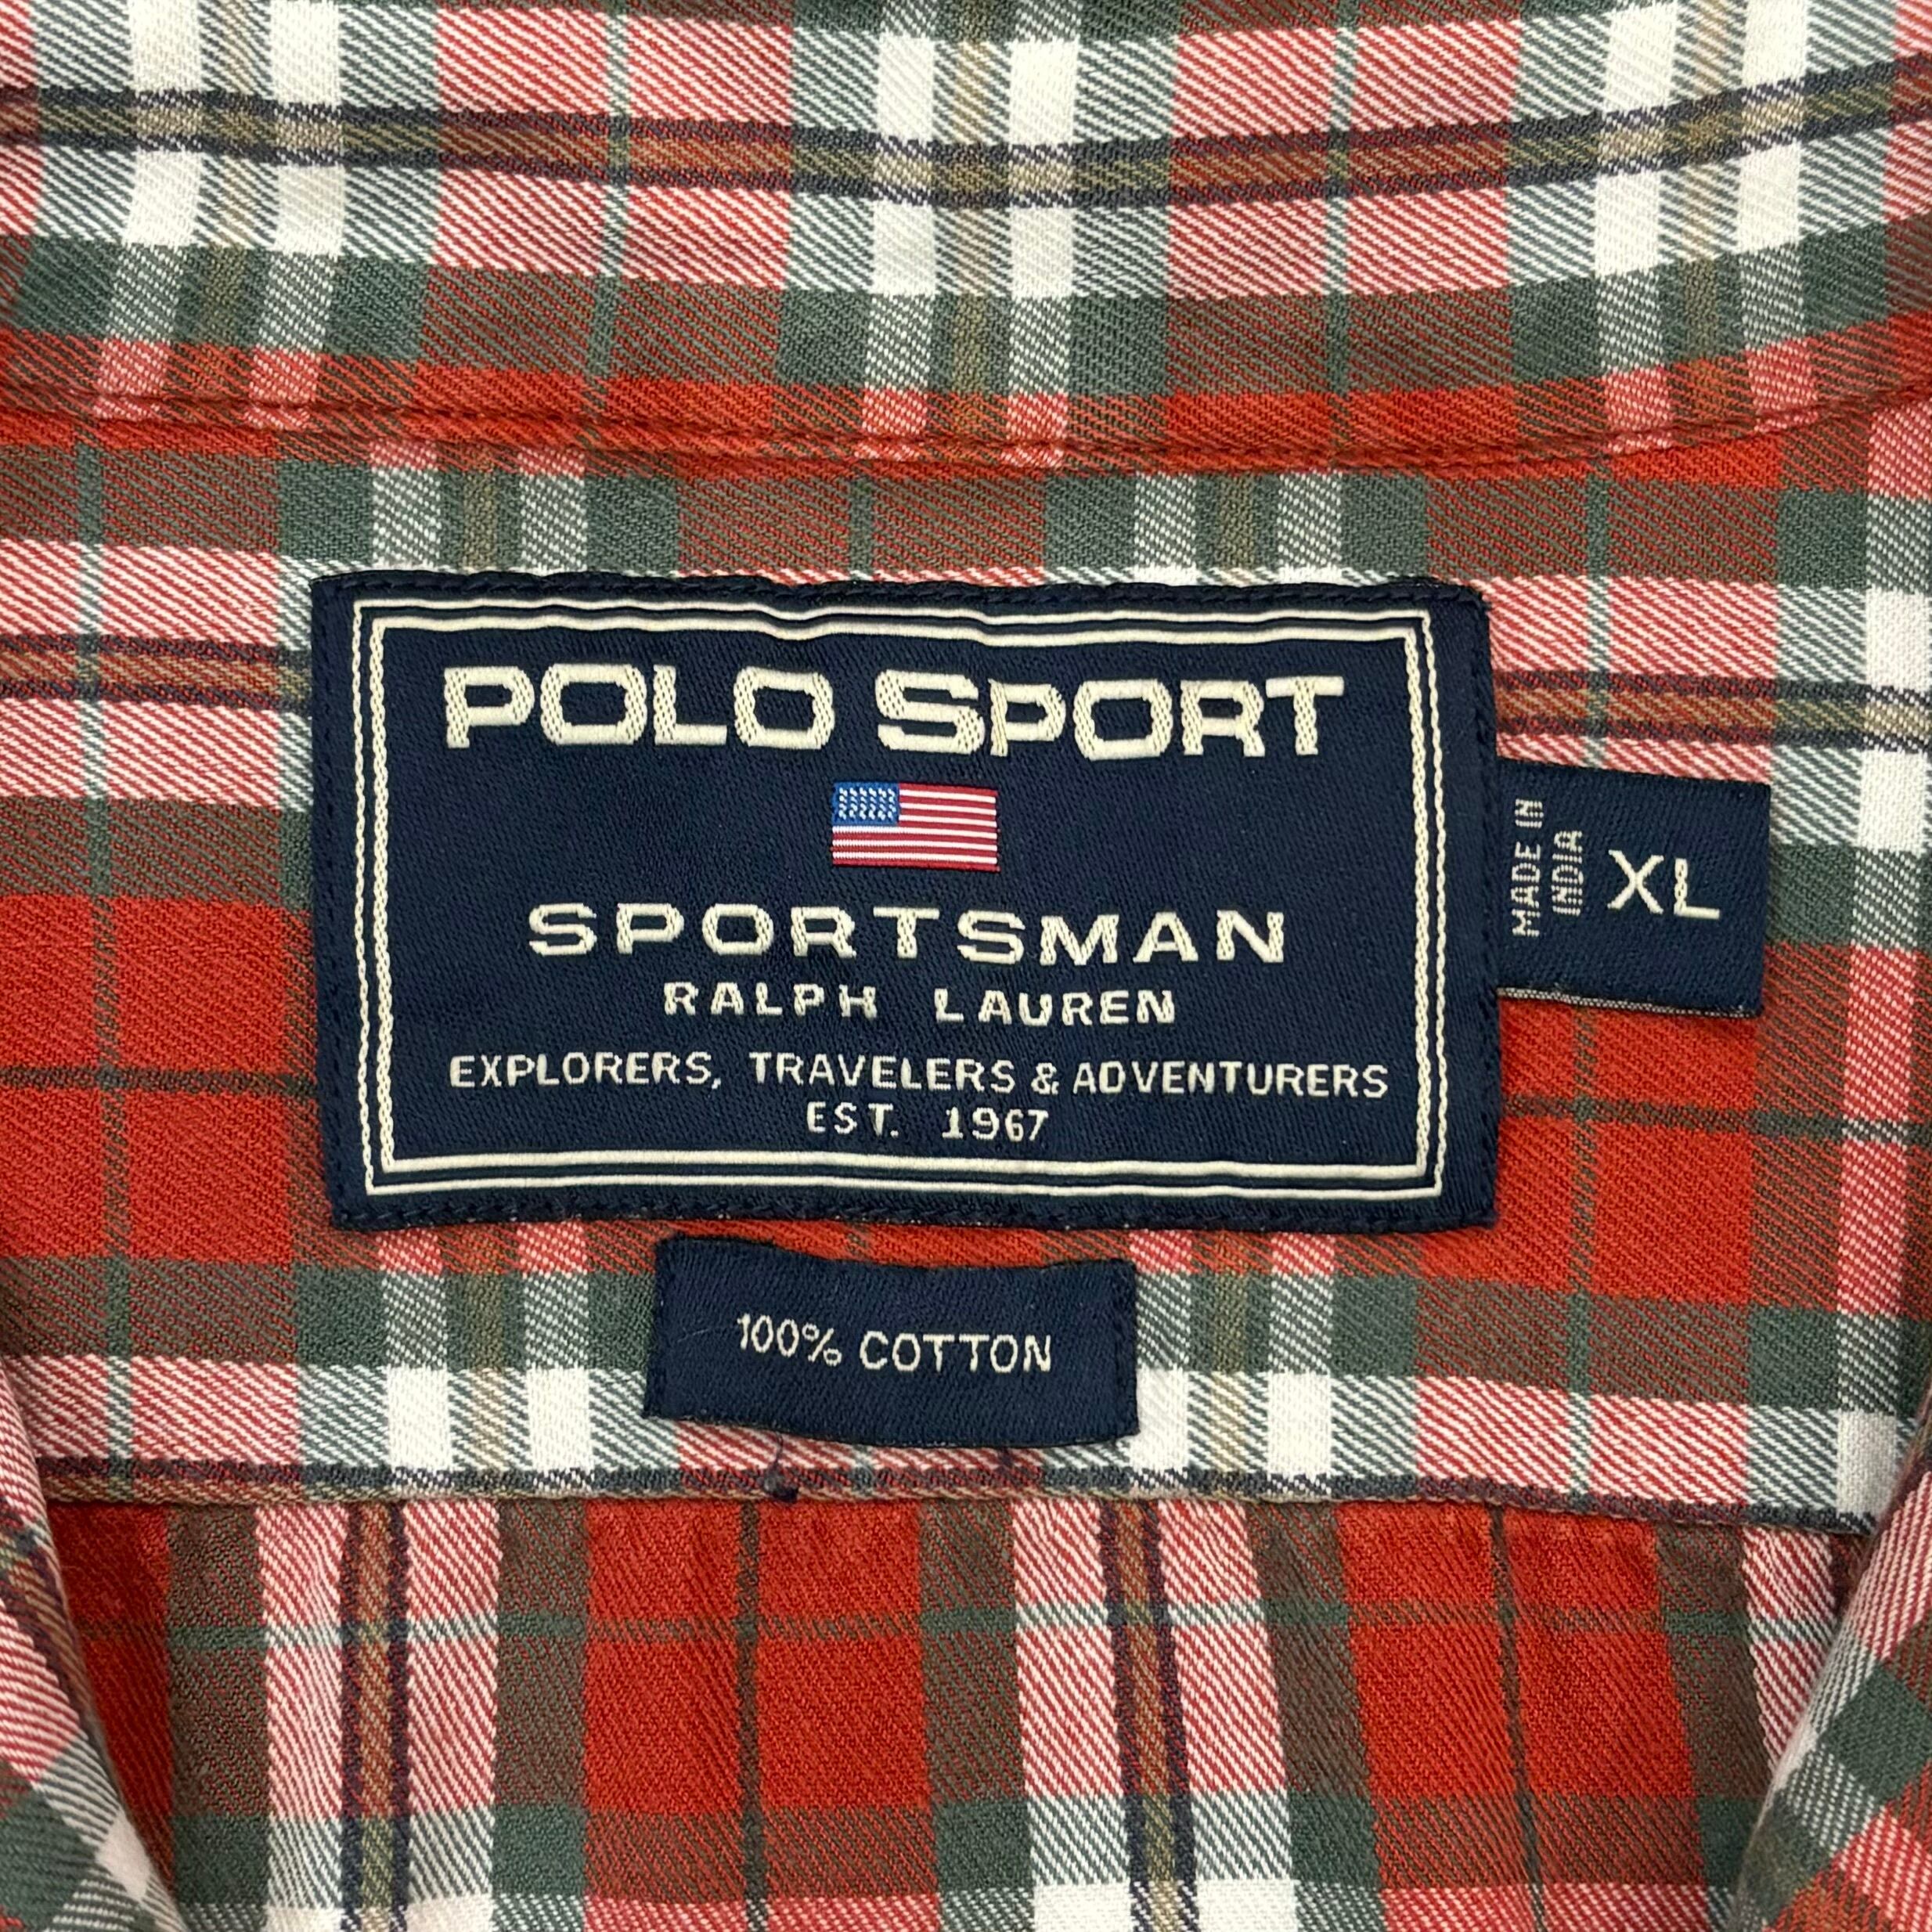 POLO SPORT
SPORTSMAN
RALPH LAUREN
EXPLORERS, TRAVELERS & ADVENTURERS
EST. 1967
MADE IN
INDIA
XL
100% COTTON